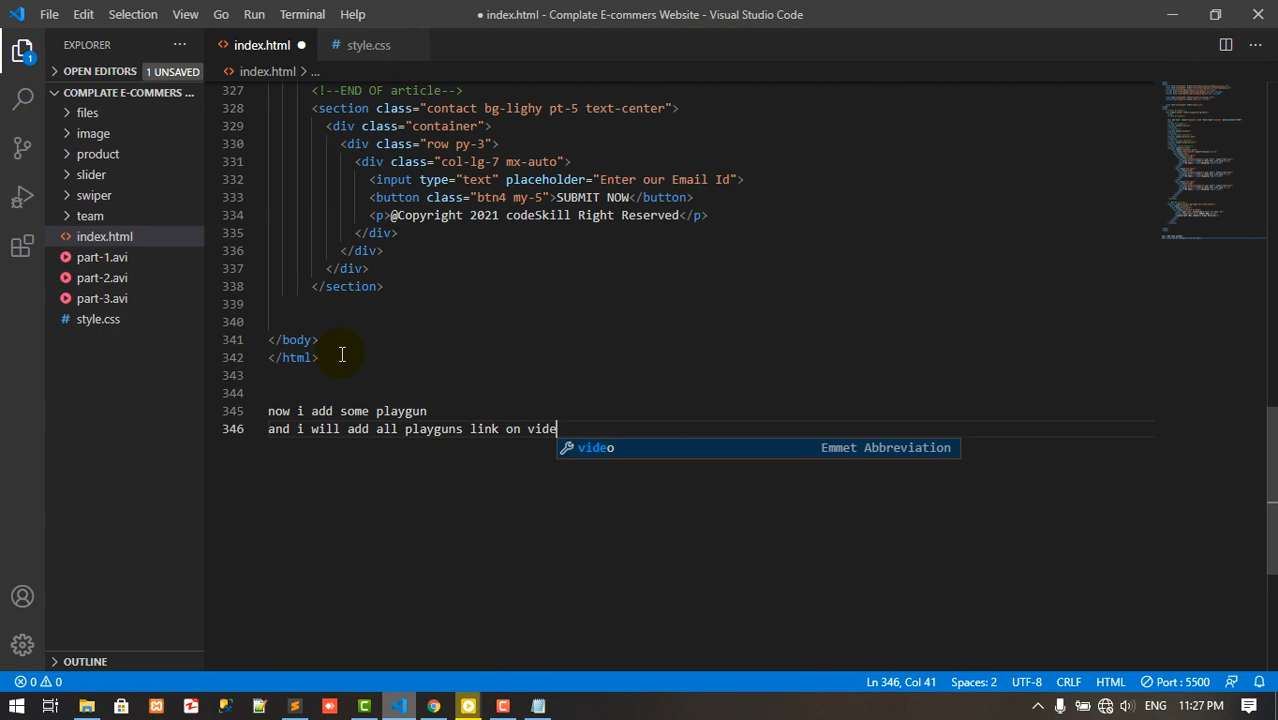 File Edit Selection View Go Run Terminal Help
● index.html - Complate E-commers Website - Visual Studio Code
EXPLORER ...
OPEN EDITORS 1 UNSAVED
COMPLATE E-COMMERS ...
files
image
product
slider
swiper
team
index.html
part-1.avi
part-2.avi
part-3.avi
style.css
OUTLINE
1
index.html ●
style.css
index.html > ...
327 <!--END OF article-->
328 <section class="contact bg-lighy pt-5 text-center">
329 <div class="container">
330 <div class="row py-3">
331 <div class="col-lg-7 mx-auto">
332 <input type="text" placeholder="Enter our Email Id">
333 <button class="btn4 my-5">SUBMIT NOW</button>
334 <p>@Copyright 2021 codeSkill Right Reserved</p>
335 </div>
336 </div>
337 </div>
338 </section>
339
340
341 </body>
342 </html>
343
344
345 now i add some playgun
346 and i will add all playguns link on vide
video Emmet Abbreviation
0 0
Ln 346, Col 41 Spaces: 2 UTF-8 CRLF HTML Port : 5500
ENG 11:27 PM